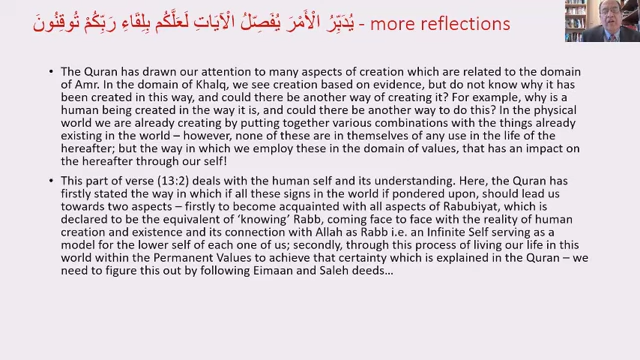 يُدَبِّرُ الْأَمْرَ يُفَصِّلُ الْآيَاتِ لَعَلَّكُم بِلِقَاءِ رَبِّكُمْ تُوقِنُونَ - more reflections
• The Quran has drawn our attention to many aspects of creation which are related to the domain
of Amr. In the domain of Khalq, we see creation based on evidence, but do not know why it has
been created in this way, and could there be another way of creating it? For example, why is a
human being created in the way it is, and could there be another way to do this? In the physical
world we are already creating by putting together various combinations with the things already
existing in the world – however, none of these are in themselves of any use in the life of the
hereafter; but the way in which we employ these in the domain of values, that has an impact on
the hereafter through our self!
• This part of verse (13:2) deals with the human self and its understanding. Here, the Quran has
firstly stated the way in which if all these signs in the world if pondered upon, should lead us
towards two aspects – firstly to become acquainted with all aspects of Rabubiyat, which is
declared to be the equivalent of ‘knowing’ Rabb, coming face to face with the reality of human
creation and existence and its connection with Allah as Rabb i.e. an Infinite Self serving as a
model for the lower self of each one of us; secondly, through this process of living our life in this
world within the Permanent Values to achieve that certainty which is explained in the Quran – we
need to figure this out by following Eimaan and Saleh deeds…